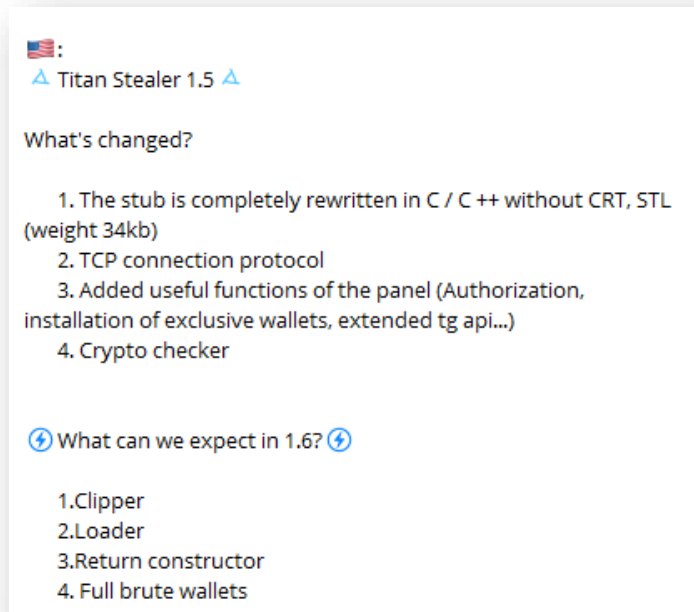 🇺🇸:
Titan Stealer 1.5
What's changed?
1. The stub is completely rewritten in C / C ++ without CRT, STL
(weight 34kb)
2. TCP connection protocol
3. Added useful functions of the panel (Authorization,
installation of exclusive wallets, extended tg api...)
4. Crypto checker
What can we expect in 1.6?
1.Clipper
2.Loader
3.Return constructor
4. Full brute wallets